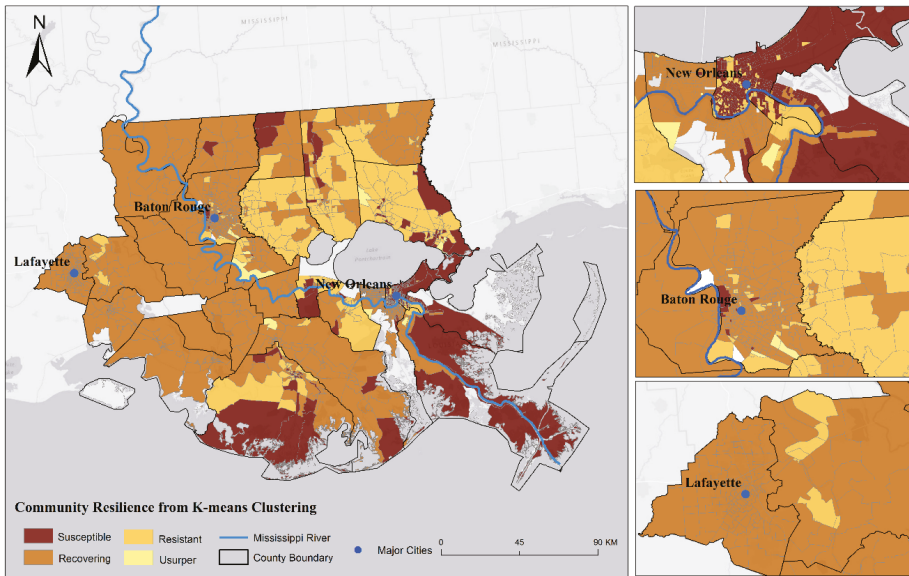 N
MISSISSIPPI
MISSISSIPPI
Baton Rouge
Lafayette
New Orleans
Community Resilience from K-means Clustering
Susceptible
Resistant
Mississippi River
Recovering
Usurper
County Boundary
Major Cities
0 45 90 KM
New Orleans
Baton Rouge
Lafayette